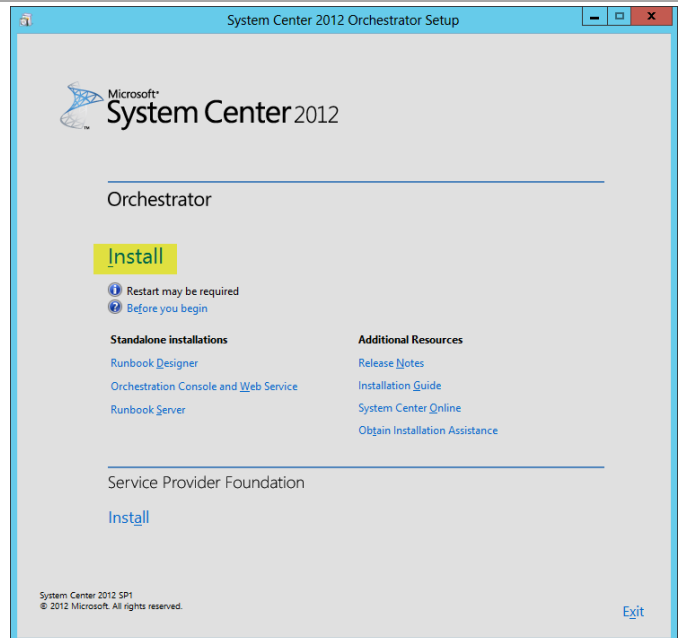 System Center 2012 Orchestrator Setup
Microsoft®
System Center 2012
™
Orchestrator
Install
Restart may be required
Before you begin
Standalone installations
Additional Resources
Runbook Designer
Release Notes
Orchestration Console and Web Service
Installation Guide
Runbook Server
System Center Online
Obtain Installation Assistance
Service Provider Foundation
Install
System Center 2012 SP1
© 2012 Microsoft. All rights reserved.
Exit